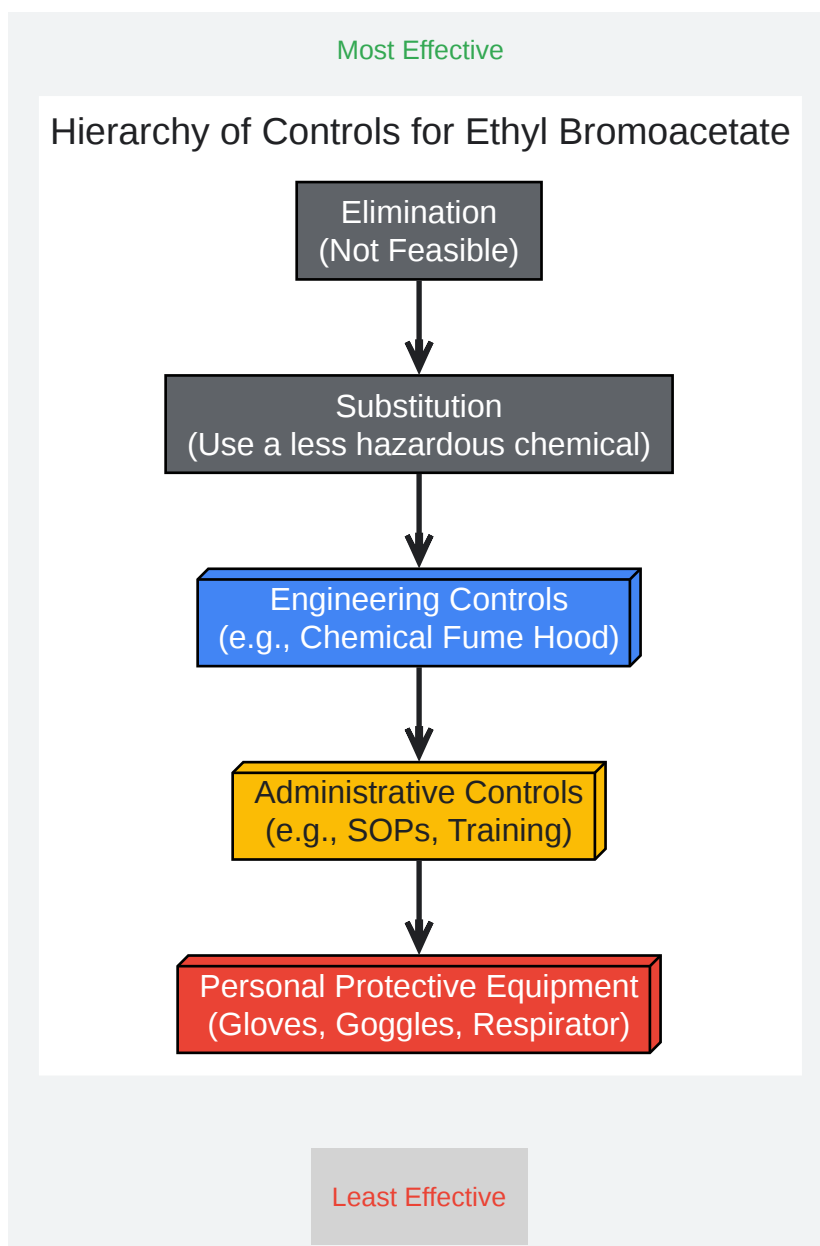 Most Effective
Hierarchy of Controls for Ethyl Bromoacetate
Elimination
(Not Feasible)
Substitution
(Use a less hazardous chemical)
Engineering Controls
(e.g., Chemical Fume Hood)
Administrative Controls
(e.g., SOPs, Training)
Personal Protective Equipment
(Gloves, Goggles, Respirator)
Least Effective